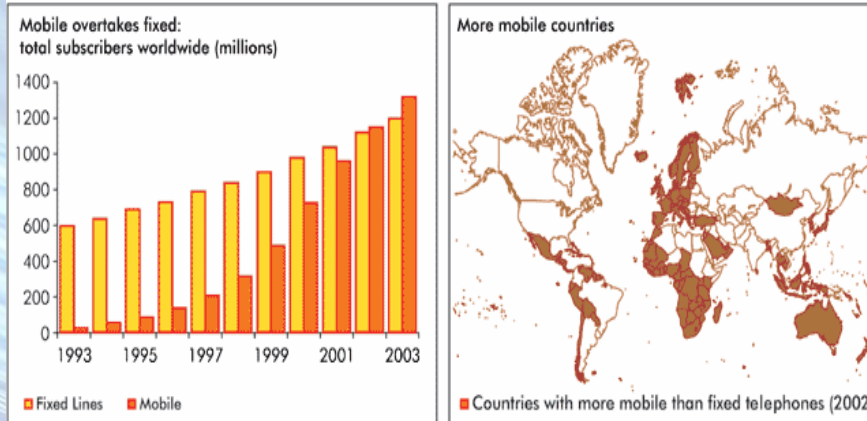 Mobile overtakes fixed:
total subscribers worldwide (millions)
1400
1200
1000
800
600
400
200
0
1993
1995
1997
1999
2001
2003
Fixed Lines
Mobile
More mobile countries
Countries with more mobile than fixed telephones (2002